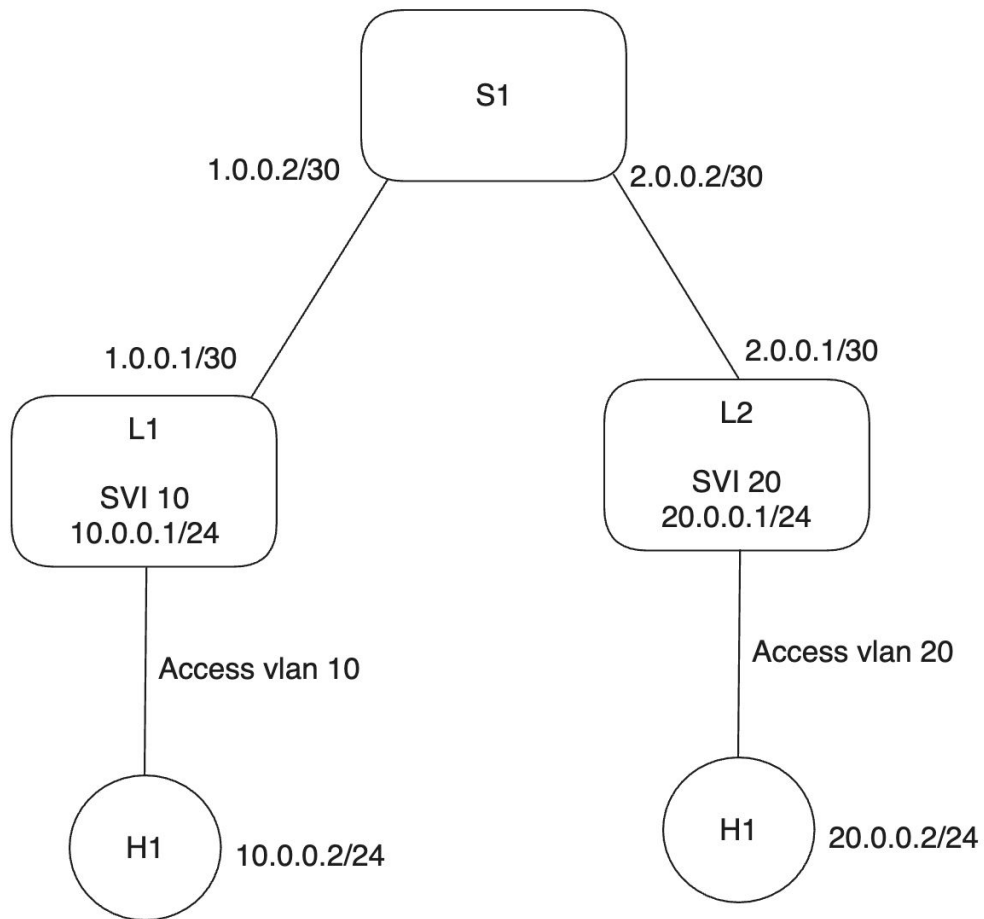 S1
1.0.0.2/30
2.0.0.2/30
1.0.0.1/30
2.0.0.1/30
L1
SVI 10
10.0.0.1/24
L2
SVI 20
20.0.0.1/24
Access vlan 10
Access vlan 20
H1
10.0.0.2/24
H1
20.0.0.2/24